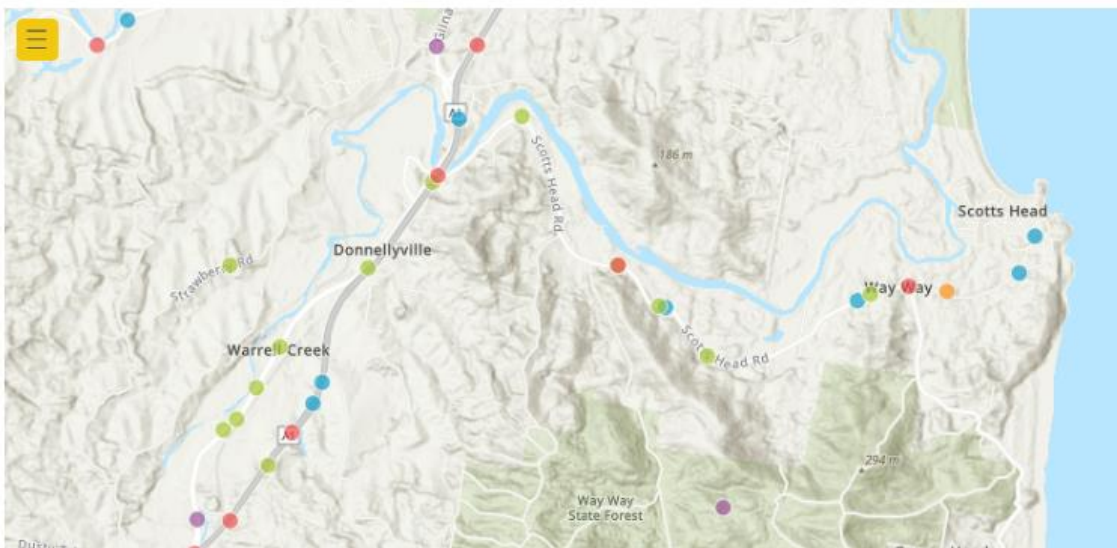 Scotts Head Rd
186 m
Scotts Head
Donnellyville
Strawberry Rd
Way Way
Warrell Creek
Scotts Head Rd
A1
294 m
Way Way
State Forest